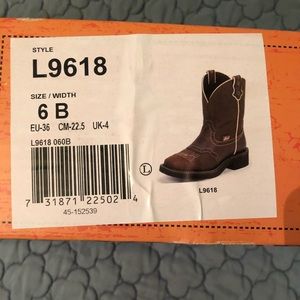 STYLE
L9618
SIZE / WIDTH
6 B
EU-36 CM-22.5 UK-4
L9618 060B
7 31871 22502 4
45-152539
L
L9618